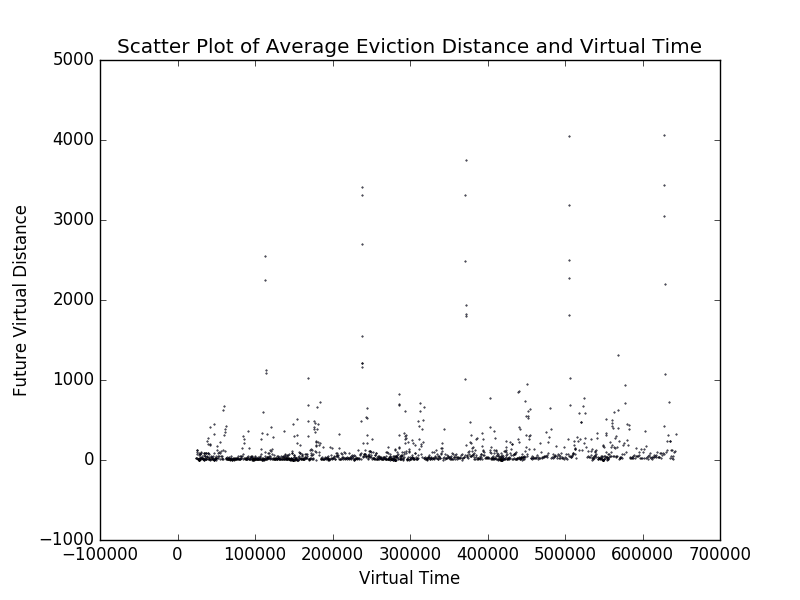 Scatter Plot of Average Eviction Distance and Virtual Time
5000
4000
3000
2000
1000
0
−1000
Future Virtual Distance
−100000 0 100000 200000 300000 400000 500000 600000 700000
Virtual Time